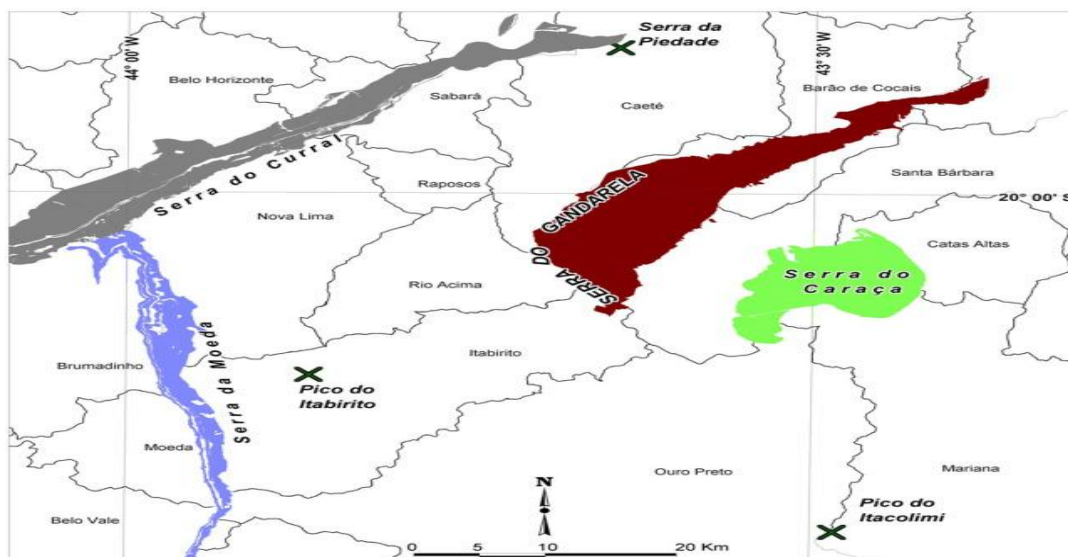 Serra da
Piedade
44° 00' W
43° 30' W
Belo Horizonte
Sabará
Caeté
Barão de Cocais
Serra do Curral
Raposos
SERRA DO GANDARELA
Santa Bárbara
20° 00' S
Nova Lima
Catas Altas
Serra do
Caraça
Rio Acima
Serra da Moeda
Itabirito
Brumadinho
Pico do
Itabirito
Moeda
Ouro Preto
Mariana
Belo Vale
N
Pico do
Itacolimi
0 5 10 20 Km